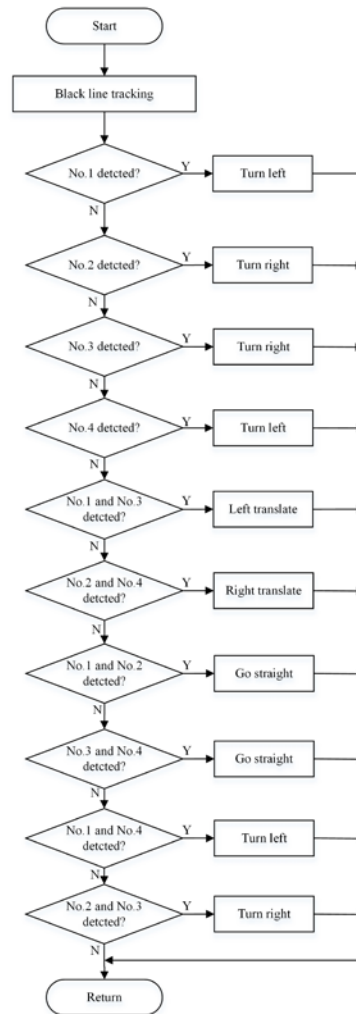 Start
Black line tracking
No.1 detcted?
Y
Turn left
N
No.2 detcted?
Y
Turn right
N
No.3 detcted?
Y
Turn right
N
No.4 detcted?
Y
Turn left
N
No.1 and No.3
detcted?
Y
Left translate
N
No.2 and No.4
detcted?
Y
Right translate
N
No.1 and No.2
detcted?
Y
Go straight
N
No.3 and No.4
detcted?
Y
Go straight
N
No.1 and No.4
detcted?
Y
Turn left
N
No.2 and No.3
detcted?
Y
Turn right
N
Return